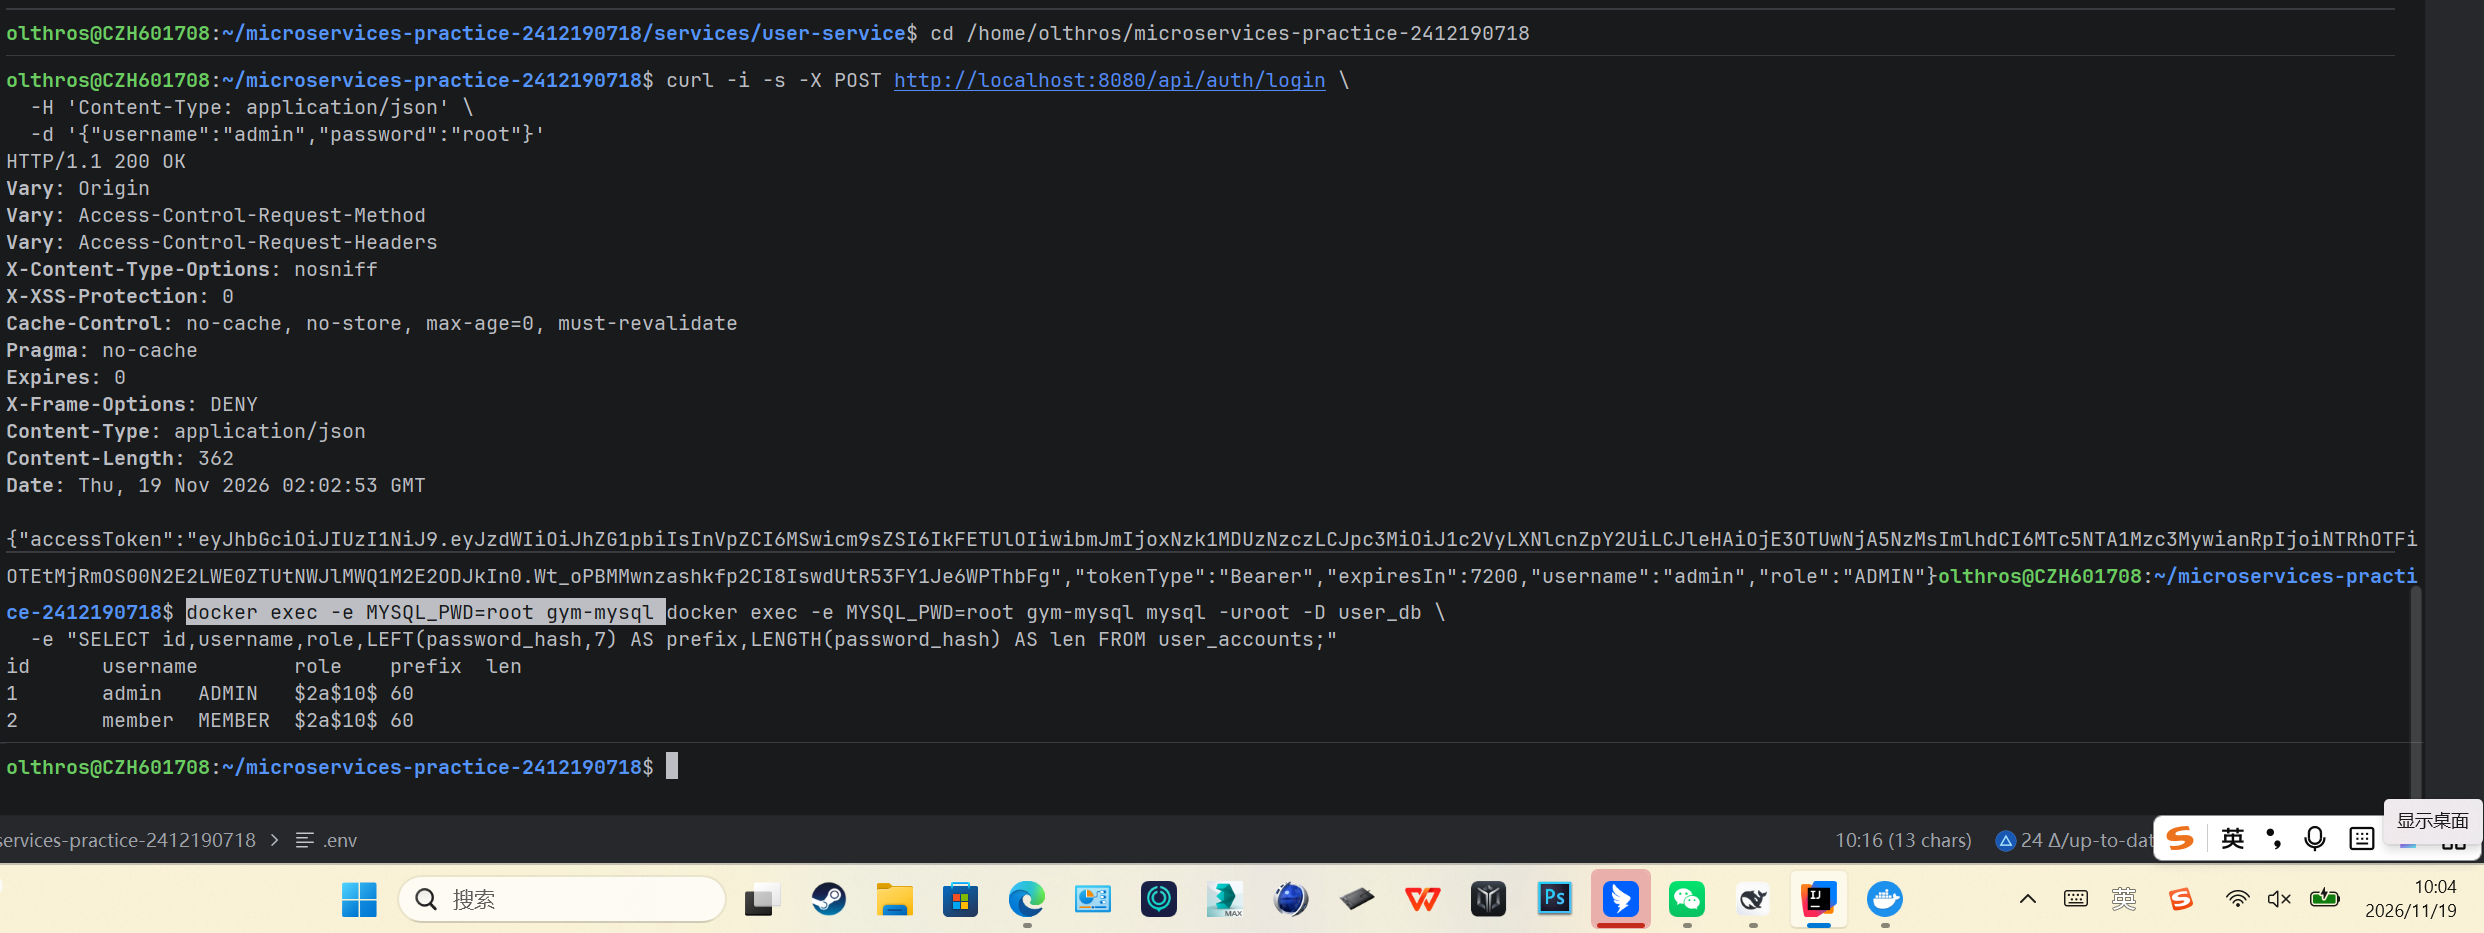 olthros@CZH601708:~/microservices-practice-2412190718/services/user-service$ cd /home/olthros/microservices-practice-2412190718
olthros@CZH601708:~/microservices-practice-2412190718$ curl -i -s -X POST http://localhost:8080/api/auth/login \
  -H 'Content-Type: application/json' \
  -d '{"username":"admin","password":"root"}'
HTTP/1.1 200 OK
Vary: Origin
Vary: Access-Control-Request-Method
Vary: Access-Control-Request-Headers
X-Content-Type-Options: nosniff
X-XSS-Protection: 0
Cache-Control: no-cache, no-store, max-age=0, must-revalidate
Pragma: no-cache
Expires: 0
X-Frame-Options: DENY
Content-Type: application/json
Content-Length: 362
Date: Thu, 19 Nov 2026 02:02:53 GMT
{"accessToken":"eyJhbGciOiJIUzI1NiJ9.eyJzdWIiOiJhZG1pbiIsInVpZCI6MSwicm9sZSI6IkFETUlOIiwibmJmIjoxNzk1MDUzNzczLCJpc3MiOiJ1c2VyLXNlcnZpY2UiLCJleHAiOjE3OTUwNjA5NzMsImlhdCI6MTc5NTA1Mzc3MywianRpIjoiNTRhOTFi
OTEtMjRmOS00N2E2LWE0ZTUtNWJlMWQ1M2E2ODJkIn0.Wt_oPBMMwnzashkfp2CI8IswdUtR53FY1Je6WPThbFg","tokenType":"Bearer","expiresIn":7200,"username":"admin","role":"ADMIN"}olthros@CZH601708:~/microservices-practi
ce-2412190718$ docker exec -e MYSQL_PWD=root gym-mysql docker exec -e MYSQL_PWD=root gym-mysql mysql -uroot -D user_db \
  -e "SELECT id,username,role,LEFT(password_hash,7) AS prefix,LENGTH(password_hash) AS len FROM user_accounts;"
id      username        role    prefix  len
1       admin   ADMIN   $2a$10$ 60
2       member  MEMBER  $2a$10$ 60
olthros@CZH601708:~/microservices-practice-2412190718$
显示桌面
services-practice-2412190718 > .env 10:16 (13 chars) 24 Δ/up-to-dat 英
搜索 MAX Ps IJ 英 10:04
2026/11/19